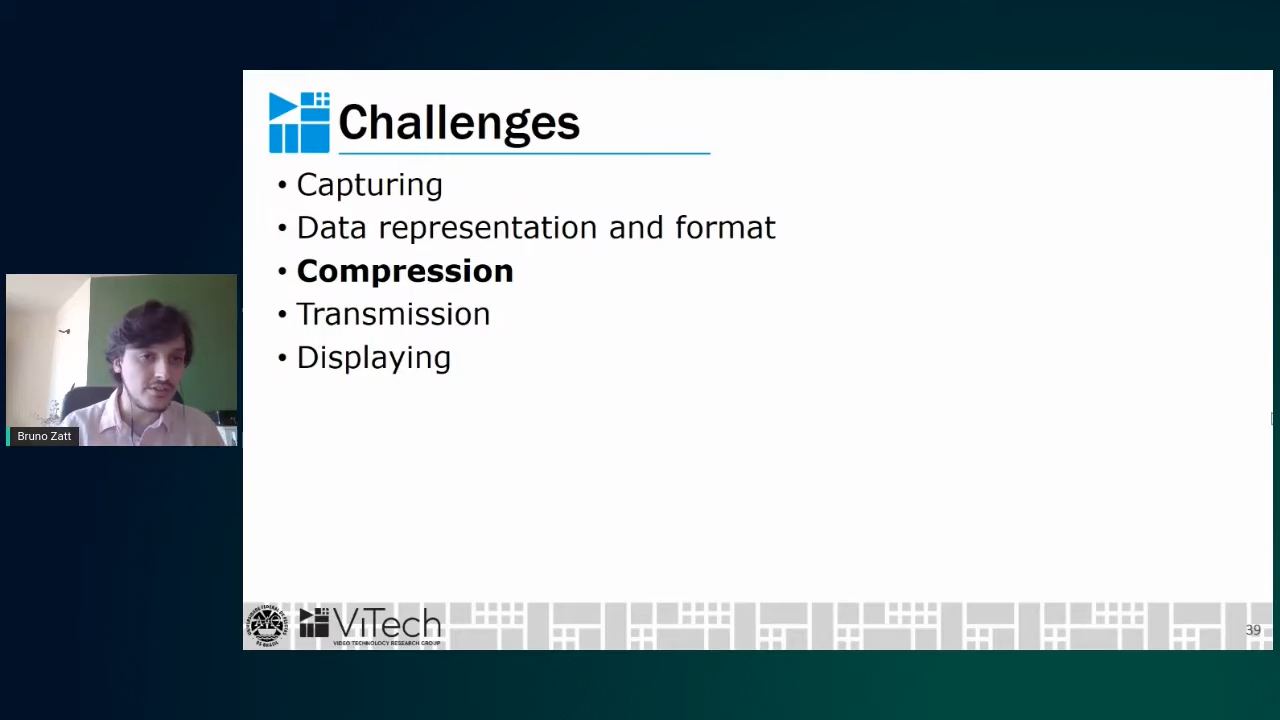 Challenges
• Capturing
• Data representation and format
• Compression
• Transmission
• Displaying
Bruno Zatt
ViTech
VIDEO TECHNOLOGY RESEARCH GROUP
39